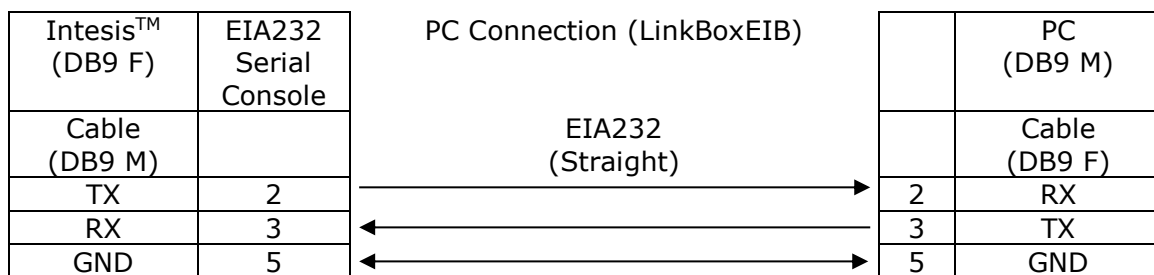 Intesis™ EIA232 PC Connection (LinkBoxEIB) PC
(DB9 F) Serial (DB9 M)
Console
Cable EIA232 Cable
(DB9 M) (Straight) (DB9 F)
TX 2 2 RX
RX 3 3 TX
GND 5 5 GND